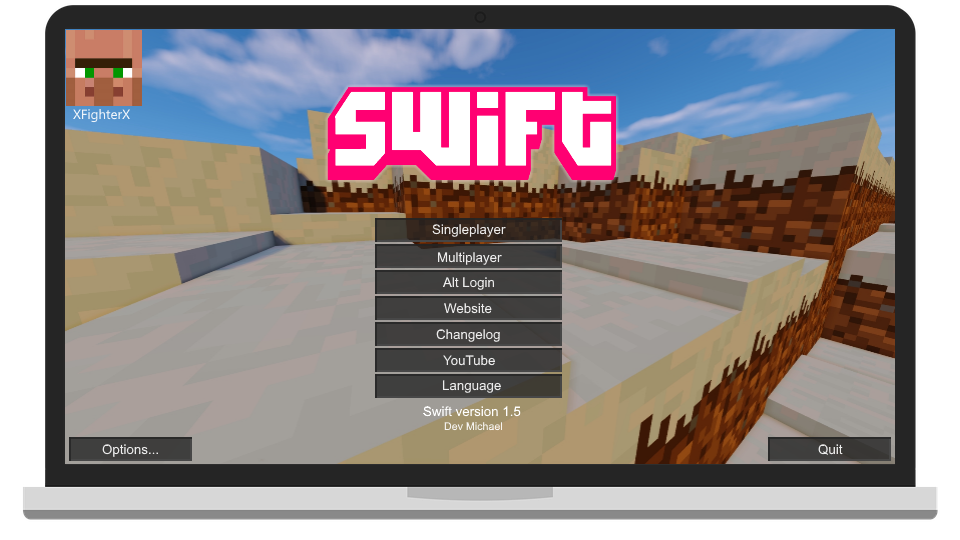 XFighterX
SWiFt
Singleplayer
Multiplayer
Alt Login
Website
Changelog
YouTube
Language
Swift version 1.5
Dev Michael
Options...
Quit